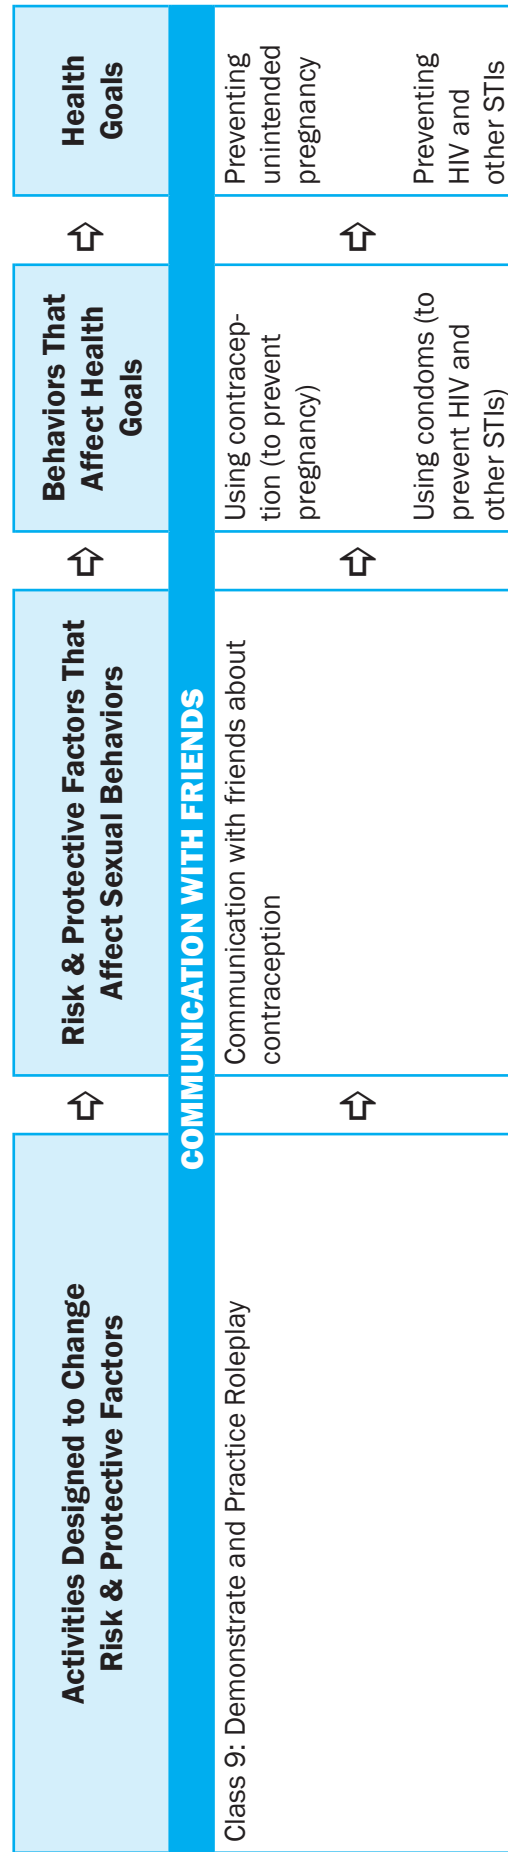 Activities Designed to Change
Risk & Protective Factors
Risk & Protective Factors That
Affect Sexual Behaviors
Behaviors That
Affect Health
Goals
Health
Goals
COMMUNICATION WITH FRIENDS
Class 9: Demonstrate and Practice Roleplay
Communication with friends about
contraception
Using contracep-
tion (to prevent
pregnancy)
Using condoms (to
prevent HIV and
other STIs)
Preventing
unintended
pregnancy
Preventing
HIV and
other STIs